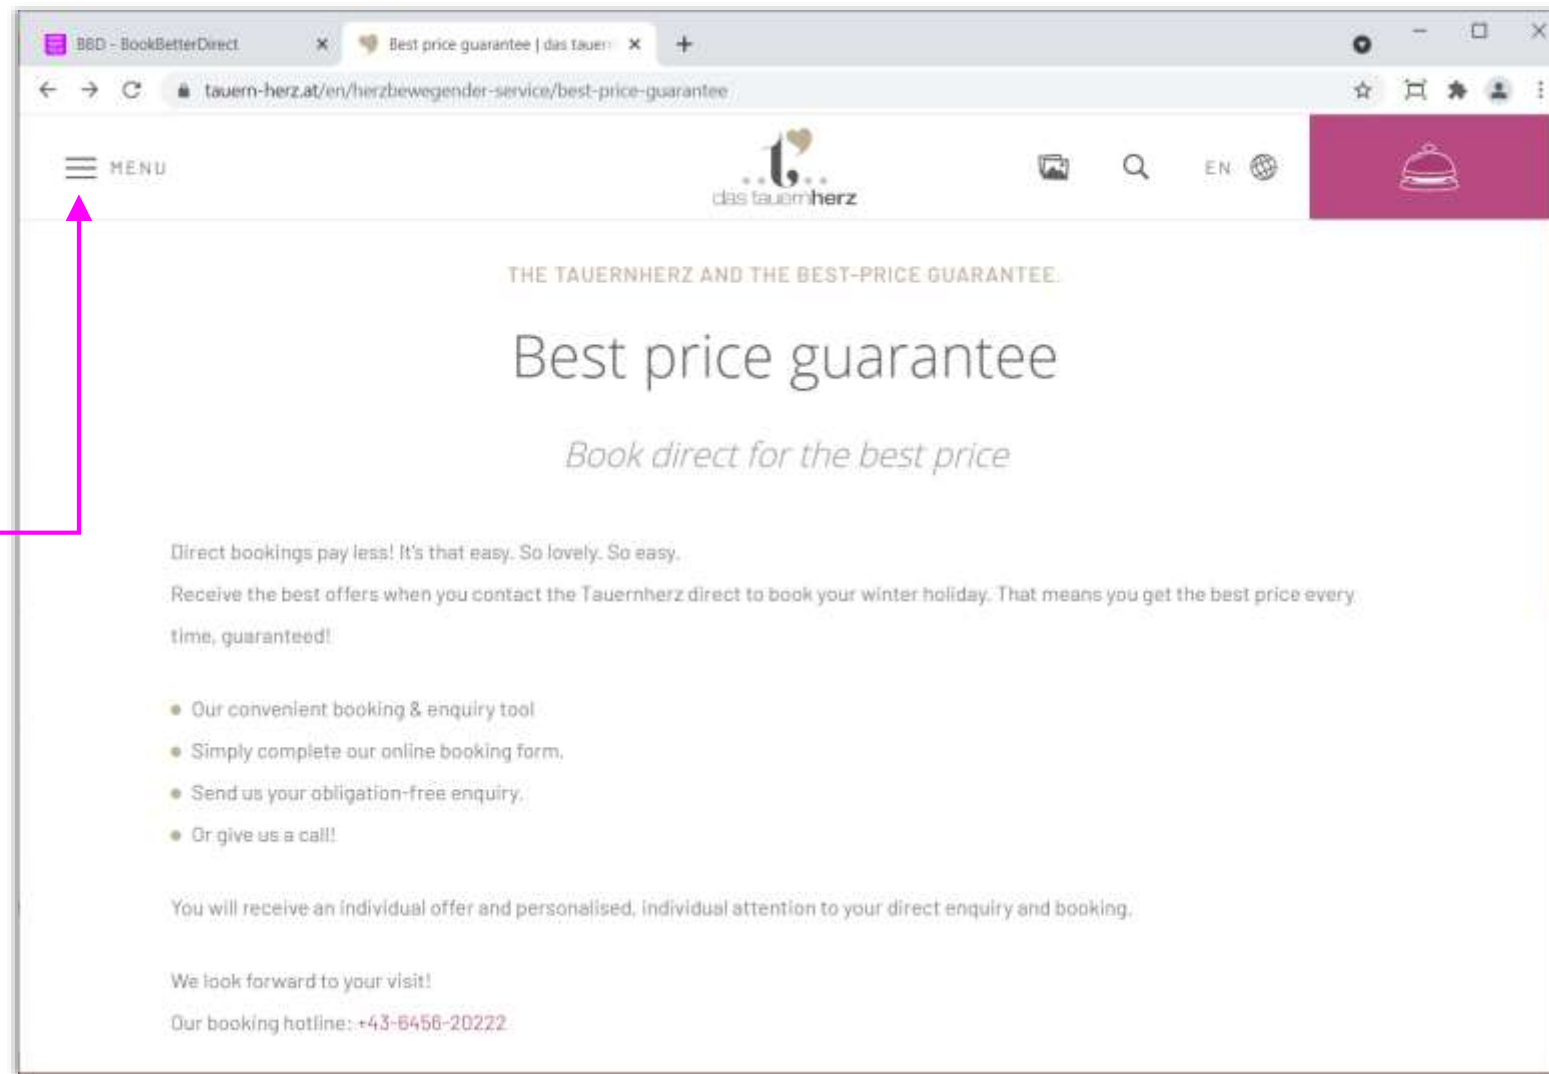 BBD - BookBetterDirect
Best price guarantee | das tauern
tauern-herz.at/en/herzbewegender-service/best-price-guarantee
MENU
t
das tauernherz
EN
THE TAUERNHERZ AND THE BEST-PRICE GUARANTEE.
Best price guarantee
Book direct for the best price
Direct bookings pay less! It's that easy. So lovely. So easy.
Receive the best offers when you contact the Tauernherz direct to book your winter holiday. That means you get the best price every
time, guaranteed!
Our convenient booking & enquiry tool
Simply complete our online booking form.
Send us your obligation-free enquiry.
Or give us a call!
You will receive an individual offer and personalised, individual attention to your direct enquiry and booking.
We look forward to your visit!
Our booking hotline: +43-6456-20222